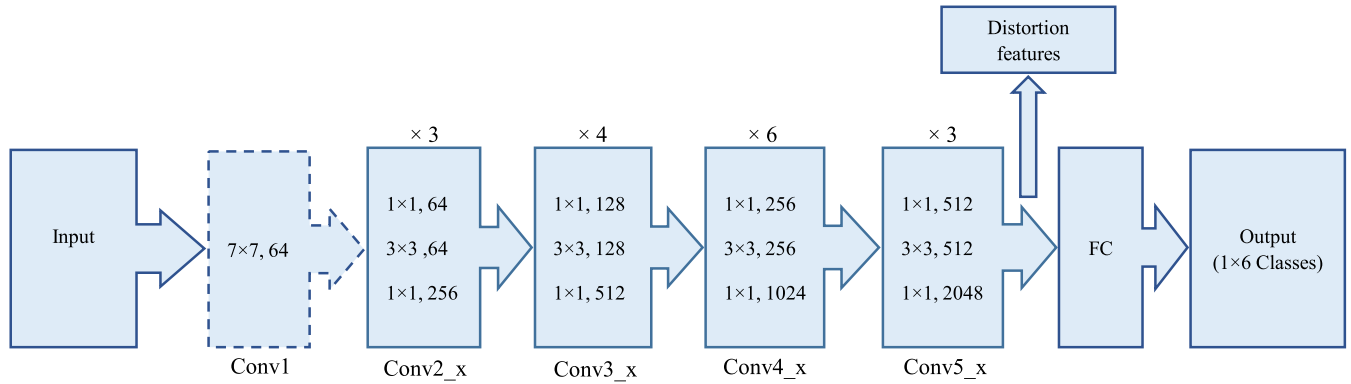 Distortion
features
× 3
× 4
× 6
× 3
Input
7×7, 64
1×1, 64
3×3 ,64
1×1, 256
1×1, 128
3×3, 128
1×1, 512
1×1, 256
3×3, 256
1×1, 1024
1×1, 512
3×3, 512
1×1, 2048
FC
Output
(1×6 Classes)
Conv1
Conv2_x
Conv3_x
Conv4_x
Conv5_x